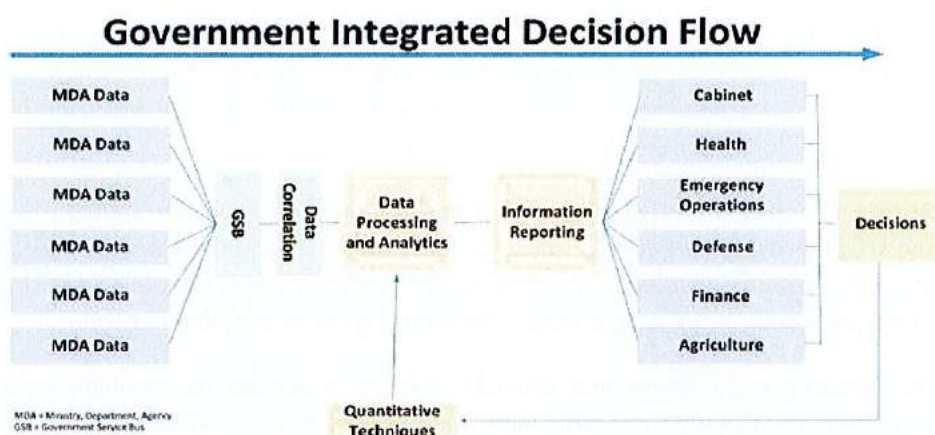 Government Integrated Decision Flow
MDA Data
MDA Data
MDA Data
MDA Data
MDA Data
MDA Data
GSB
Data
Correlation
Data
Processing
and Analytics
Information
Reporting
Cabinet
Health
Emergency
Operations
Defense
Finance
Agriculture
Decisions
Quantitative
Techniques
MDA = Ministry, Department, Agency
GSB = Government Service Bus